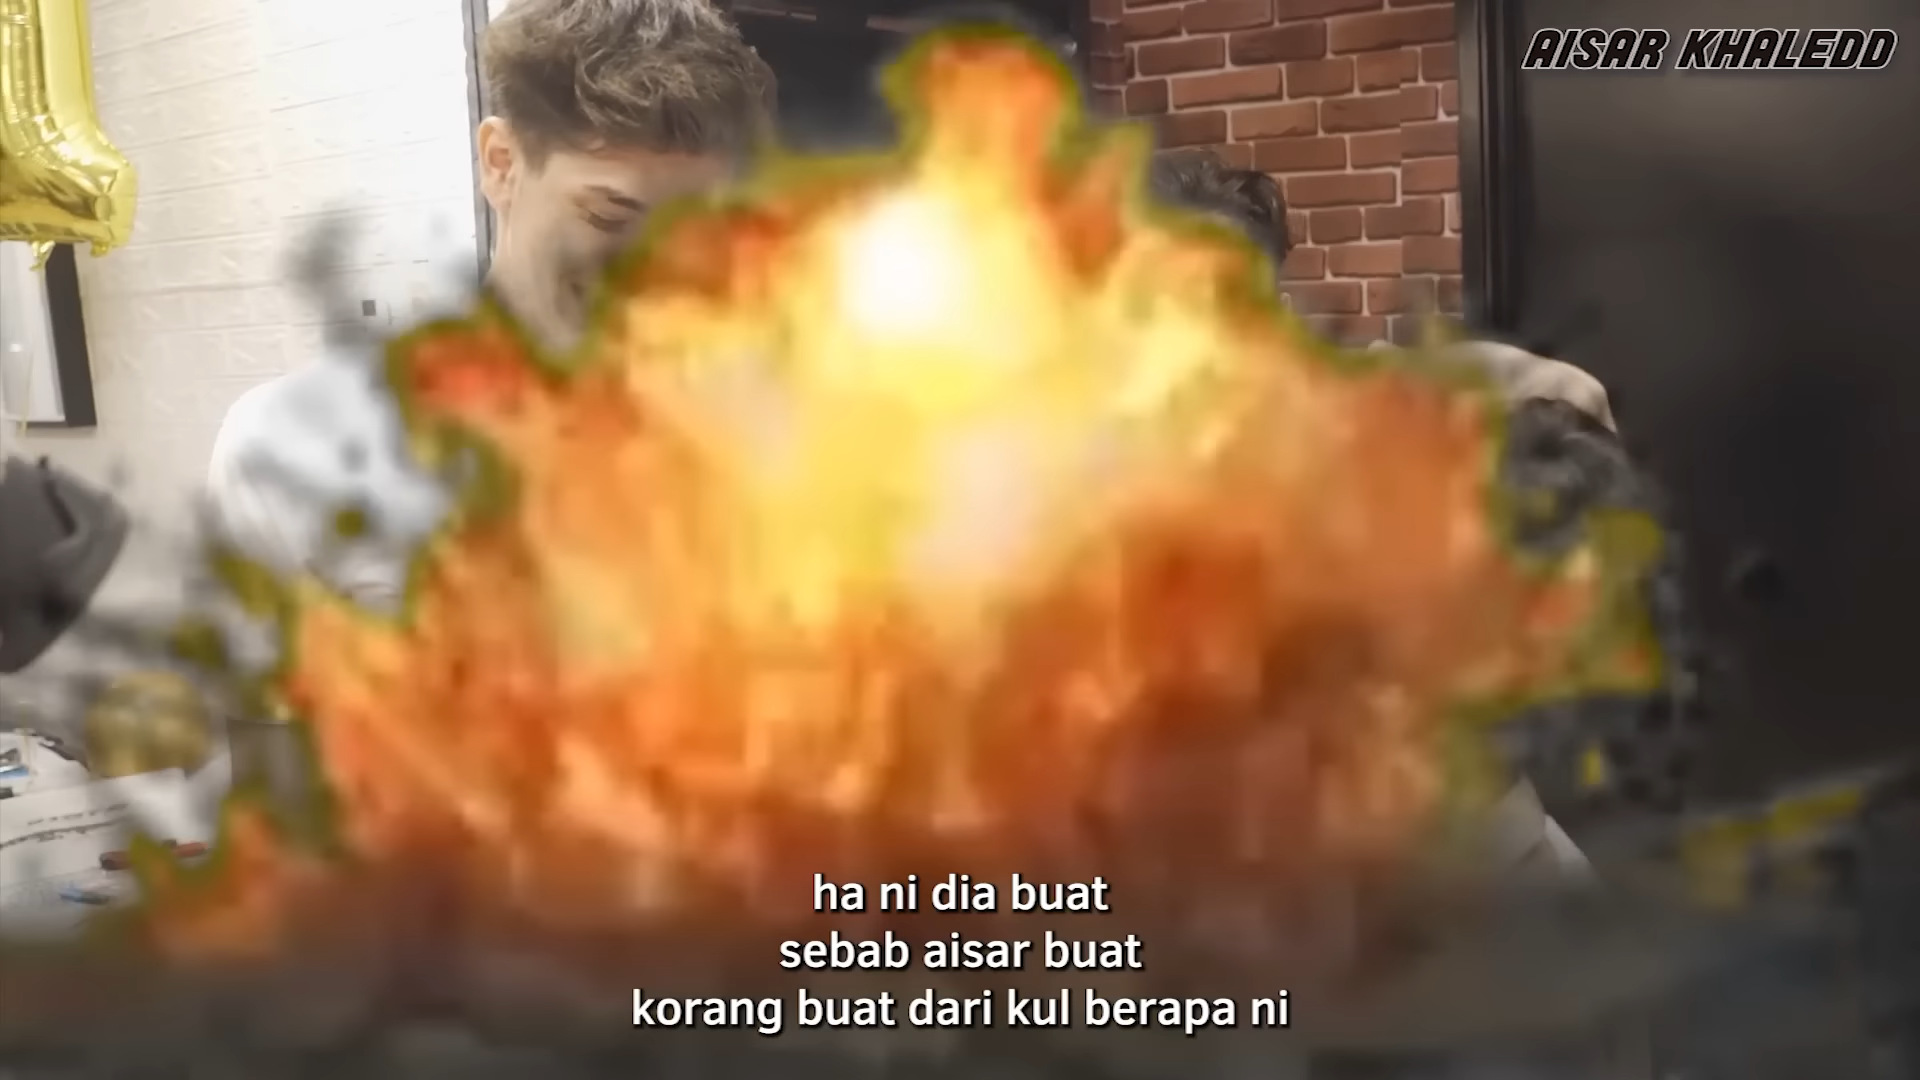 AISAR KHALEDD
ha ni dia buat
sebab aisar buat
korang buat dari kul berapa ni